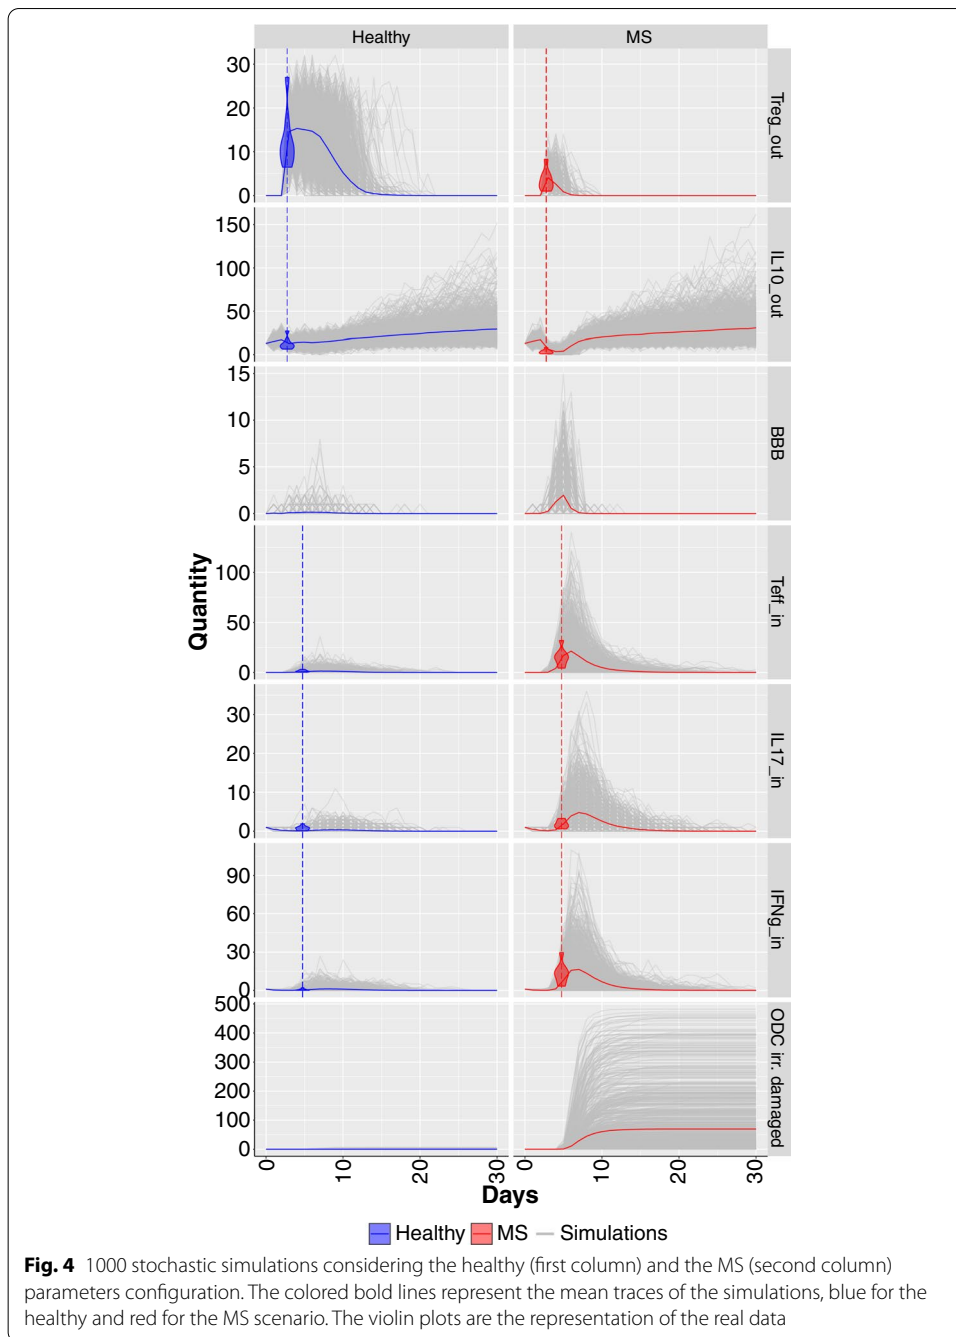 Healthy MS
30
20
10
0
Treg_out
150
100
50
0
IL10_out
15
10
5
0
BBB
100
50
0
Teff_in
30
20
10
0
IL17_in
90
60
30
0
IFNg_in
500
400
300
200
100
0
ODC irr. damaged
Quantity
0 10 20 30 0 10 20 30
Days
Healthy MS Simulations
Fig. 4 1000 stochastic simulations considering the healthy (first column) and the MS (second column)
parameters configuration. The colored bold lines represent the mean traces of the simulations, blue for the
healthy and red for the MS scenario. The violin plots are the representation of the real data